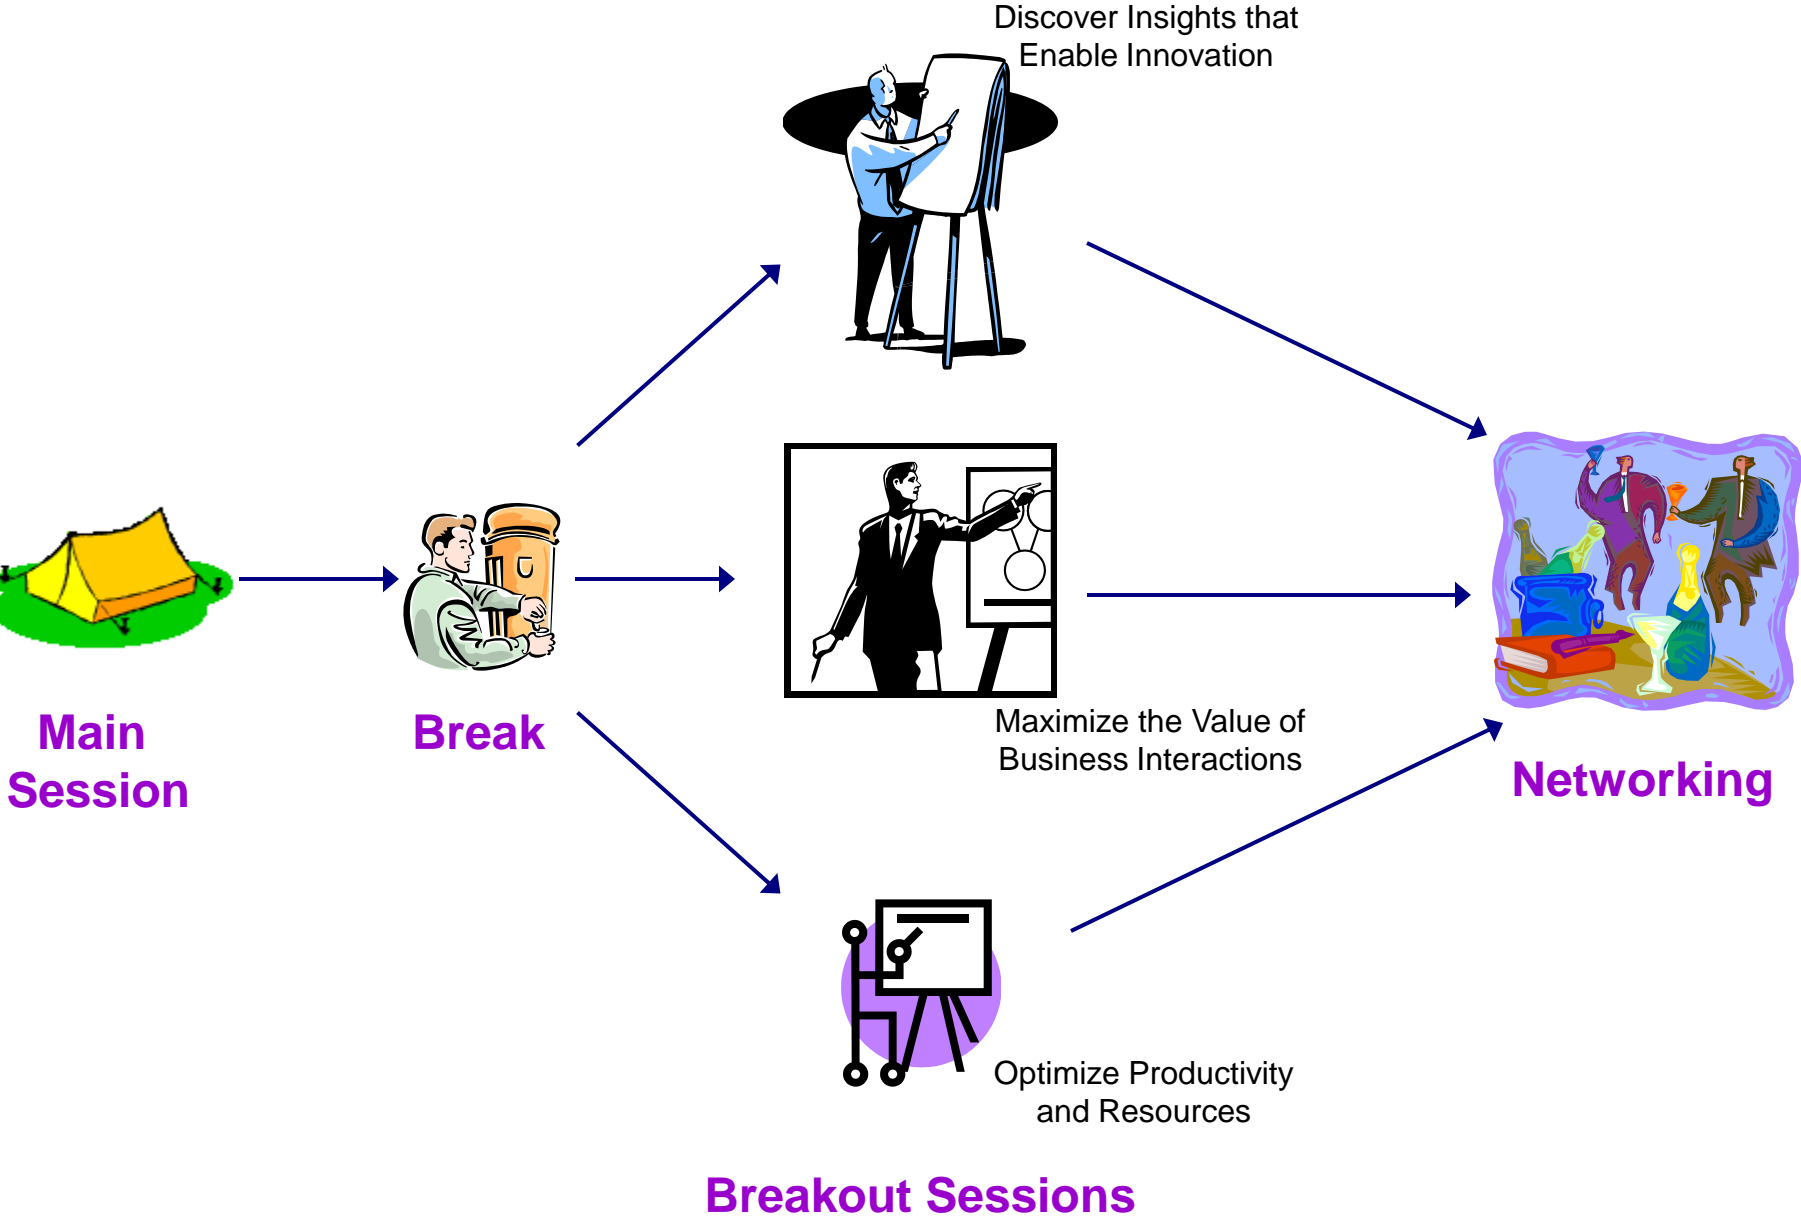 Discover Insights that
Enable Innovation
Main
Session
Break
Maximize the Value of
Business Interactions
Networking
Optimize Productivity
and Resources
Breakout Sessions